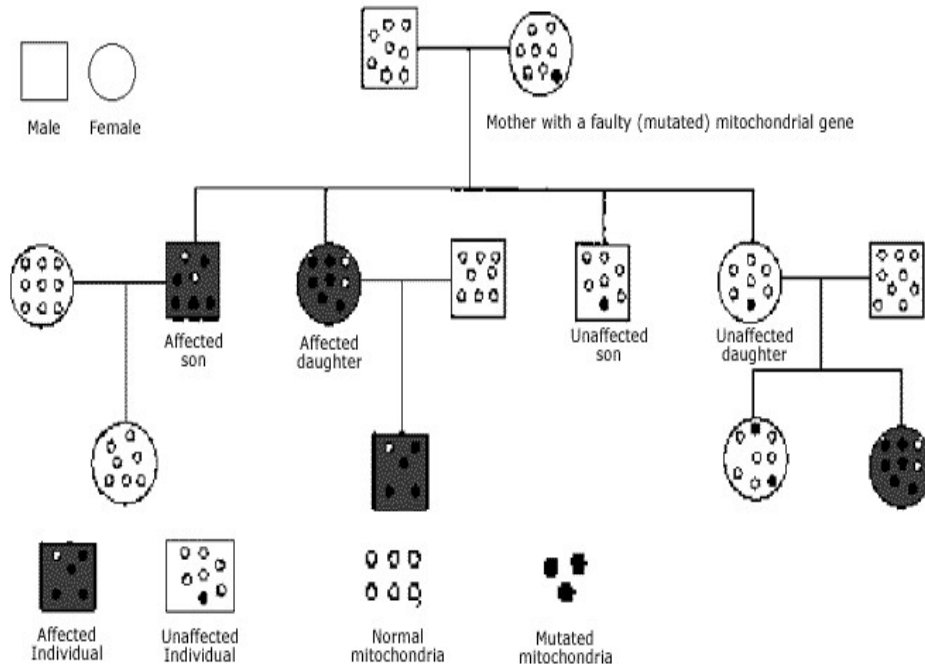 Male
Female
Mother with a faulty (mutated) mitochondrial gene
Affected
son
Affected
daughter
Unaffected
son
Unaffected
daughter
Affected
Individual
Unaffected
Individual
Normal
mitochondria
Mutated
mitochondria